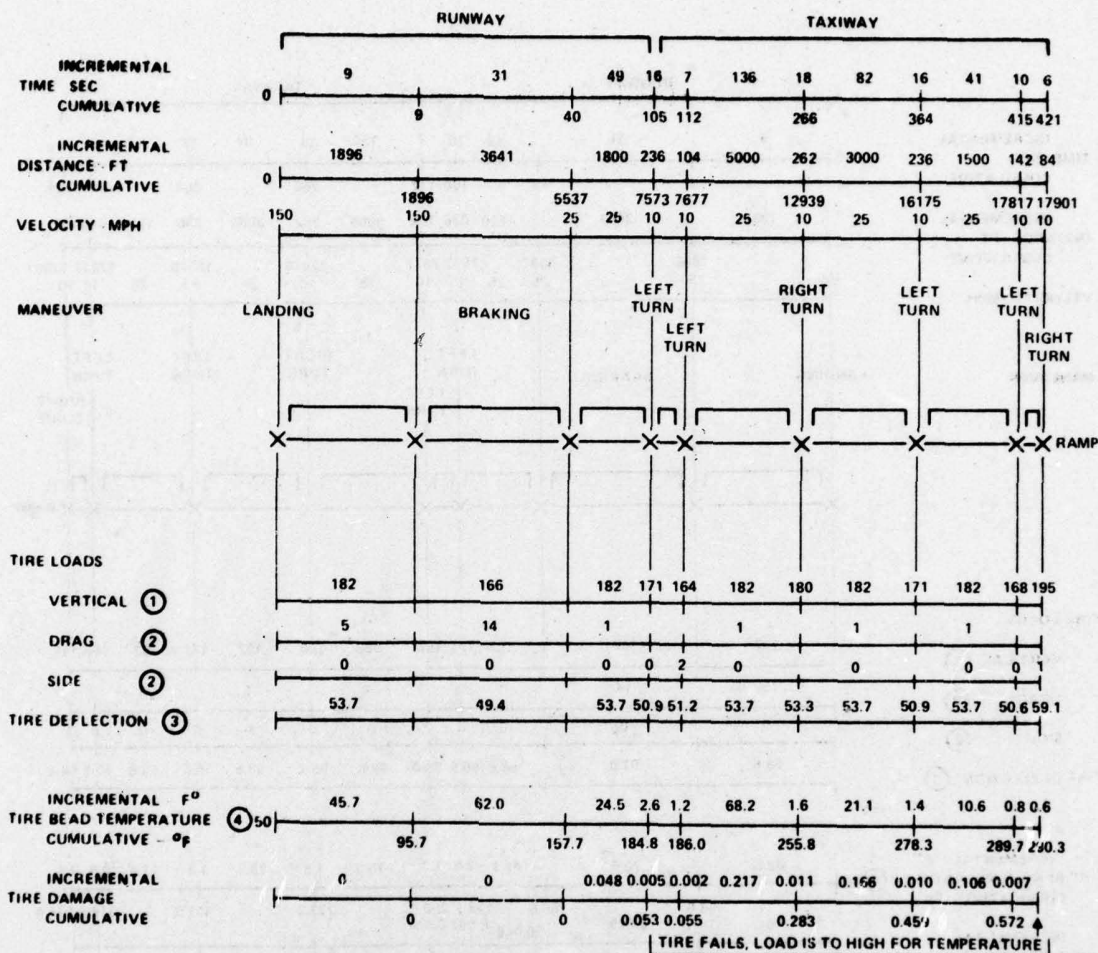 RUNWAY TAXIWAY
INCREMENTAL 9 31 49 16 7 136 18 82 16 41 10 6
TIME SEC 0
CUMULATIVE 9 40 105 112 266 364 415 421
INCREMENTAL 1896 3641 1800 236 104 5000 262 3000 236 1500 142 84
DISTANCE FT 0
CUMULATIVE 1896 5537 7573 7677 12939 16175 17817 17901
VELOCITY MPH 150 150 25 25 10 10 25 10 25 10 25 10 10
MANEUVER LANDING BRAKING LEFT TURN LEFT TURN RIGHT TURN LEFT TURN LEFT TURN RIGHT TURN
RAMP
TIRE LOADS
VERTICAL ① 182 166 182 171 164 182 180 182 171 182 168 195
DRAG ② 5 14 1 1 1 1
SIDE ② 0 0 0 0 2 0 0 0
TIRE DEFLECTION ③ 53.7 49.4 53.7 50.9 51.2 53.7 53.3 53.7 50.9 53.7 50.6 59.1
INCREMENTAL - F° 45.7 62.0 24.5 2.6 1.2 68.2 1.6 21.1 1.4 10.6 0.8 0.6
TIRE BEAD TEMPERATURE ④ 50
CUMULATIVE - °F 95.7 157.7 184.8 186.0 255.8 278.3 289.7 290.3
INCREMENTAL 0 0 0.048 0.005 0.002 0.217 0.011 0.166 0.010 0.106 0.007
TIRE DAMAGE
CUMULATIVE 0 0 0.053 0.055 0.283 0.459 0.572
TIRE FAILS, LOAD IS TO HIGH FOR TEMPERATURE